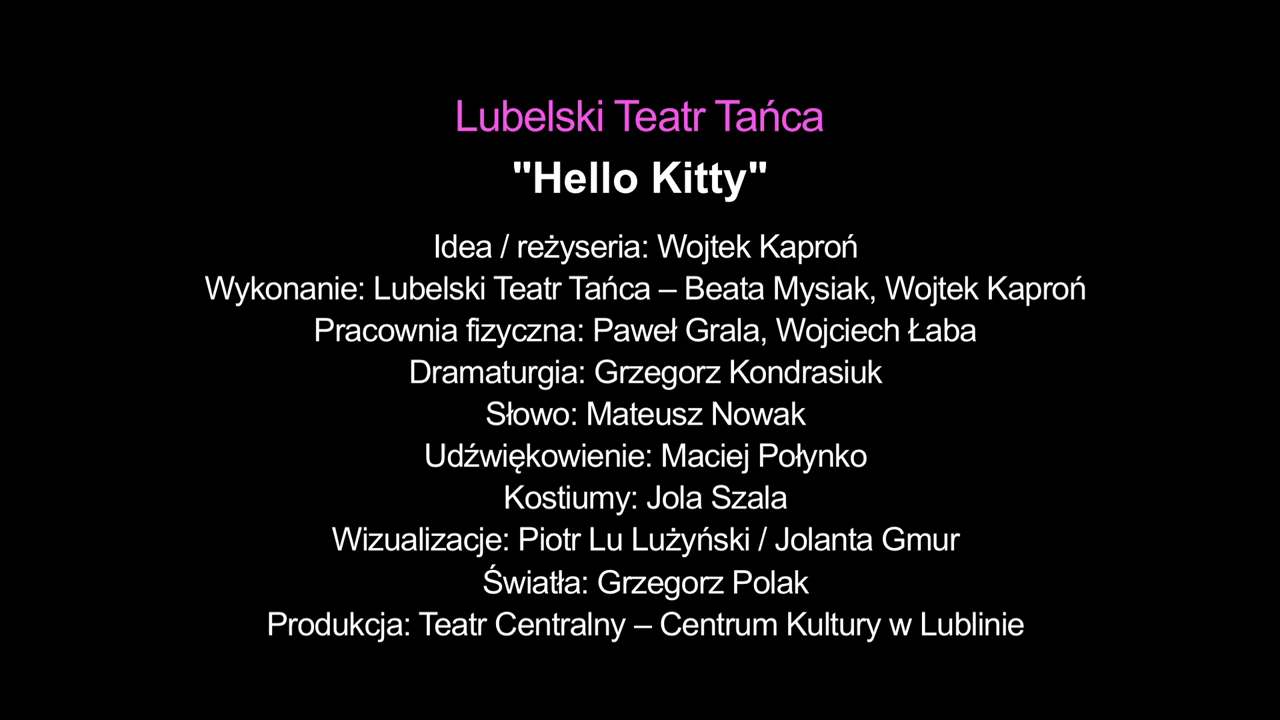 Lubelski Teatr Tańca
"Hello Kitty"
Idea / reżyseria: Wojtek Kaproń
Wykonanie: Lubelski Teatr Tańca – Beata Mysiak, Wojtek Kaproń
Pracownia fizyczna: Paweł Grala, Wojciech Łaba
Dramaturgia: Grzegorz Kondrasiuk
Słowo: Mateusz Nowak
Udźwiękowienie: Maciej Połynko
Kostiumy: Jola Szala
Wizualizacje: Piotr Lu Lużyński / Jolanta Gmur
Światła: Grzegorz Polak
Produkcja: Teatr Centralny – Centrum Kultury w Lublinie